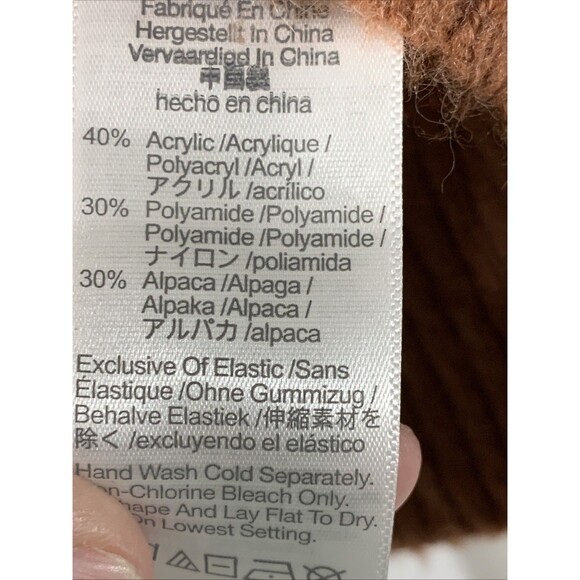 Fabriqué En Chine
Hergestellt In China
Vervaardigd In China
中国製
hecho en china
40% Acrylic /Acrylique /
Polyacryl /Acryl /
アクリル /acrílico
30% Polyamide /Polyamide /
Polyamide /Polyamide /
ナイロン /poliamida
30% Alpaca /Alpaga /
Alpaka /Alpaca /
アルパカ /alpaca
Exclusive Of Elastic /Sans
Élastique /Ohne Gummizug /
Behalve Elastiek /伸縮素材を
除く /excluyendo el elástico
Hand Wash Cold Separately.
-Chlorine Bleach Only.
And Lay Flat To Dry.
On Lowest Setting.